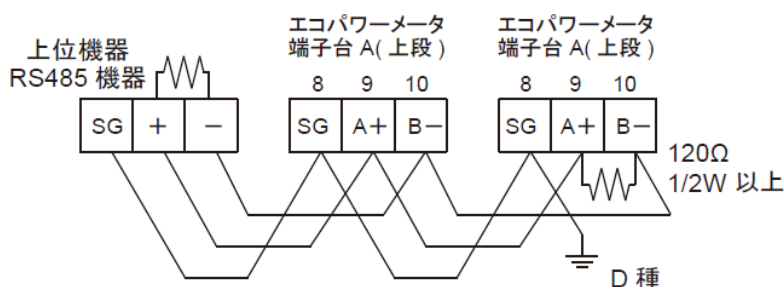 上位機器
RS485 機器
SG + −
エコパワーメータ
端子台 A( 上段 )
8 9 10
SG A+ B−
エコパワーメータ
端子台 A( 上段 )
8 9 10
SG A+ B−
120Ω
1/2W 以上
D 種